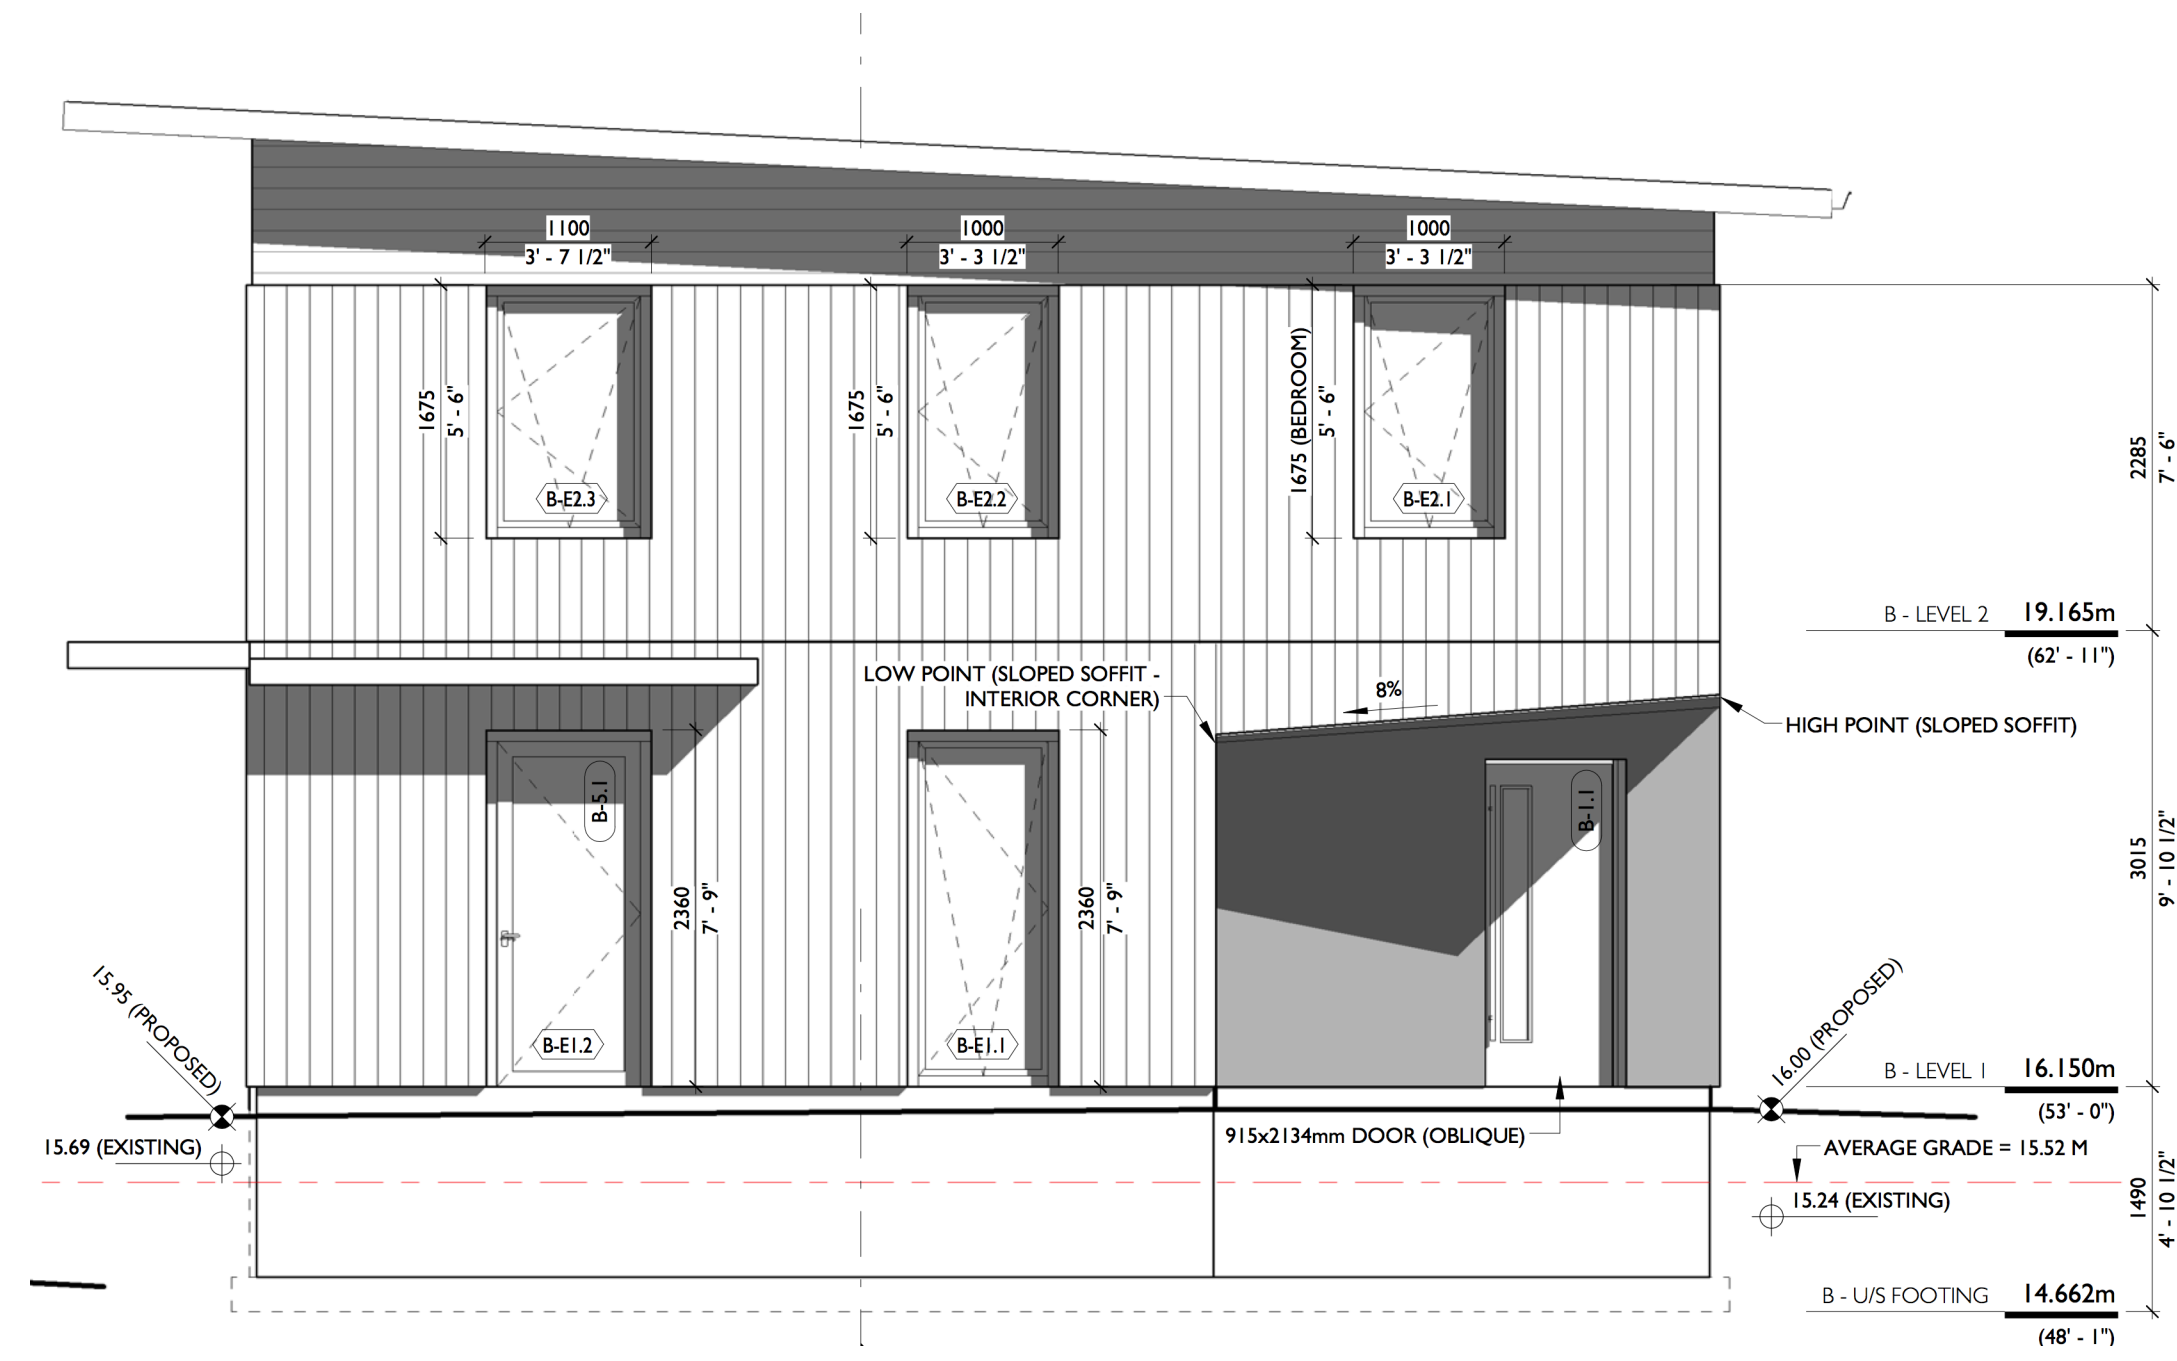 1100
3' - 7 1/2"
1000
3' - 3 1/2"
1000
3' - 3 1/2"
1675
5' - 6"
1675
5' - 6"
1675 (BEDROOM)
5' - 6"
B-E2.3
B-E2.2
B-E2.1
2285
7' - 6"
B - LEVEL 2 19.165m
(62' - 11")
LOW POINT (SLOPED SOFFIT -
INTERIOR CORNER)
8%
HIGH POINT (SLOPED SOFFIT)
B-5.1
B-1.1
2360
7' - 9"
2360
7' - 9"
3015
9' - 10 1/2"
B-E1.2
B-E1.1
15.95 (PROPOSED)
16.00 (PROPOSED)
B - LEVEL 1 16.150m
(53' - 0")
915x2134mm DOOR (OBLIQUE)
15.69 (EXISTING)
AVERAGE GRADE = 15.52 M
15.24 (EXISTING)
1490
4' - 10 1/2"
B - U/S FOOTING 14.662m
(48' - 1")